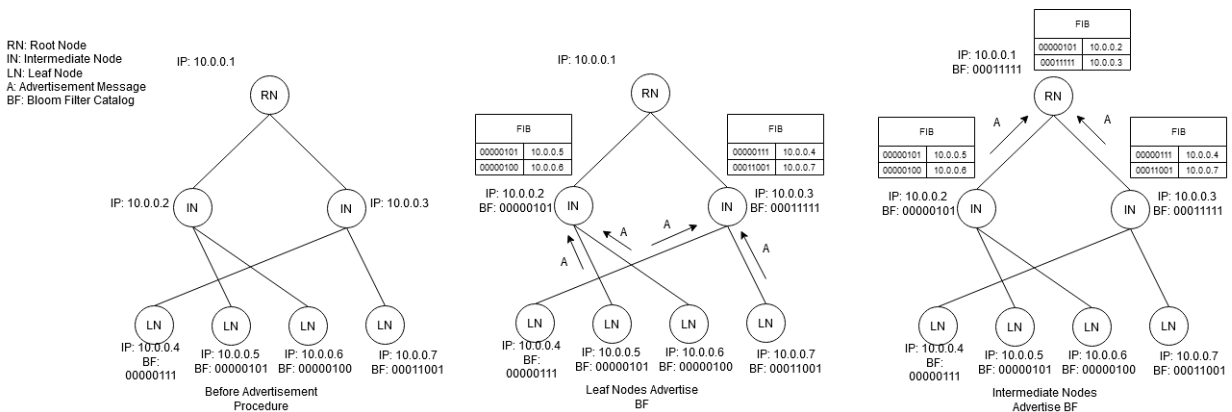 RN: Root Node
IN: Intermediate Node
LN: Leaf Node
A: Advertisement Message
BF: Bloom Filter Catalog
IP: 10.0.0.1
RN
IP: 10.0.0.2
IN
IN
IP: 10.0.0.3
LN
LN
LN
LN
IP: 10.0.0.4
BF:
00000111
IP: 10.0.0.5
BF: 00000101
IP: 10.0.0.6
BF: 00000100
IP: 10.0.0.7
BF: 00011001
Before Advertisement
Procedure
IP: 10.0.0.1
RN
FIB
00000101 10.0.0.5
00000100 10.0.0.6
FIB
00000111 10.0.0.4
00011001 10.0.0.7
IP: 10.0.0.2
BF: 00000101
IN
IN
IP: 10.0.0.3
BF: 00011111
A
A
A
A
LN
LN
LN
LN
IP: 10.0.0.4
BF:
00000111
IP: 10.0.0.5
BF: 00000101
IP: 10.0.0.6
BF: 00000100
IP: 10.0.0.7
BF: 00011001
Leaf Nodes Advertise
BF
FIB
00000101 10.0.0.2
00011111 10.0.0.3
IP: 10.0.0.1
BF: 00011111
RN
A
A
FIB
00000101 10.0.0.5
00000100 10.0.0.6
FIB
00000111 10.0.0.4
00011001 10.0.0.7
IP: 10.0.0.2
BF: 00000101
IN
IN
IP: 10.0.0.3
BF: 00011111
LN
LN
LN
LN
IP: 10.0.0.4
BF:
00000111
IP: 10.0.0.5
BF: 00000101
IP: 10.0.0.6
BF: 00000100
IP: 10.0.0.7
BF: 00011001
Intermediate Nodes
Advertise BF